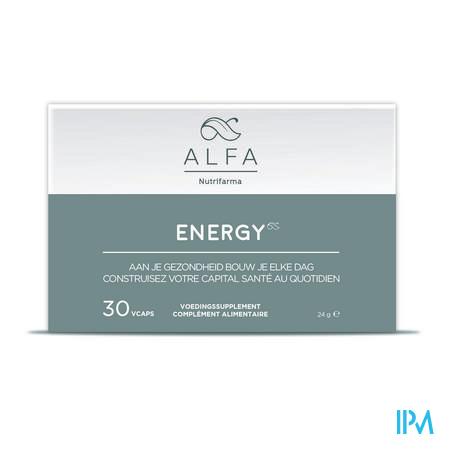 ALFA
Nutrifarma
ENERGY
AAN JE GEZONDHEID BOUW JE ELKE DAG
CONSTRUISEZ VOTRE CAPITAL SANTÉ AU QUOTIDIEN
30 VCAPS
VOEDINGSSUPPLEMENT
COMPLÉMENT ALIMENTAIRE
24 g ℮
IPM